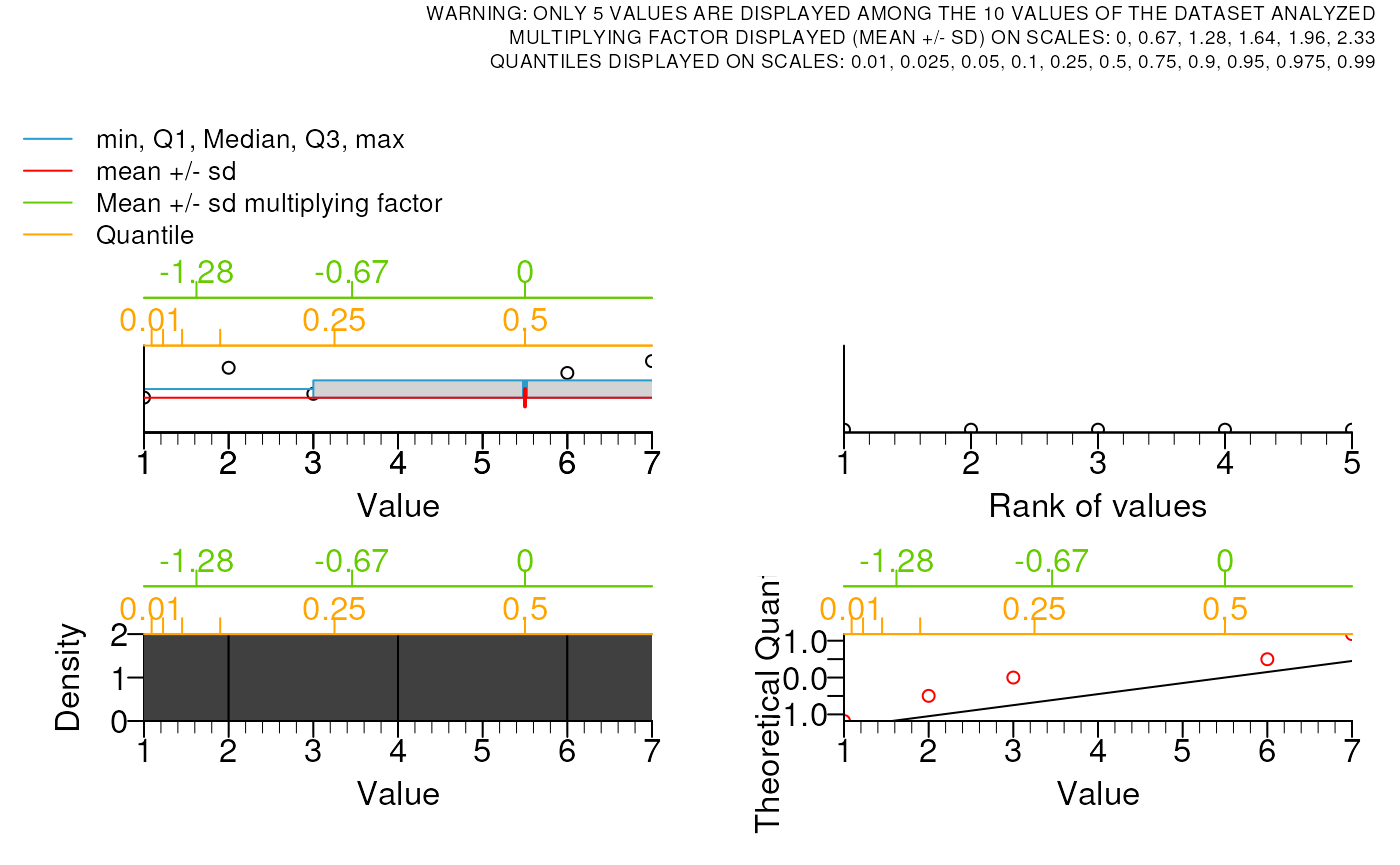 WARNING: ONLY 5 VALUES ARE DISPLAYED AMONG THE 10 VALUES OF THE DATASET ANALYZED
MULTIPLYING FACTOR DISPLAYED (MEAN +/- SD) ON SCALES: 0, 0.67, 1.28, 1.64, 1.96, 2.33
QUANTILES DISPLAYED ON SCALES: 0.01, 0.025, 0.05, 0.1, 0.25, 0.5, 0.75, 0.9, 0.95, 0.975, 0.99
min, Q1, Median, Q3, max
mean +/- sd
Mean +/- sd multiplying factor
Quantile
-1.28 -0.67 0
0.01 0.25 0.5
1 2 3 4 5 6 7
Value
1 2 3 4 5
Rank of values
-1.28 -0.67 0
0.01 0.25 0.5
2
1
0
Density
1 2 3 4 5 6 7
Value
-1.28 -0.67 0
0.01 0.25 0.5
1.0
0.0
1.0
Theoretical Quan
1 2 3 4 5 6 7
Value